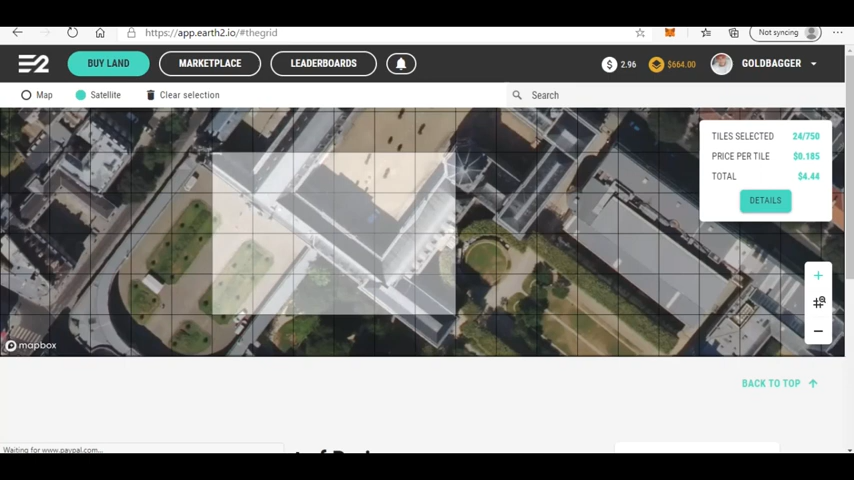 https://app.earth2.io/#thegrid
Not syncing
E2 BUY LAND MARKETPLACE LEADERBOARDS $ 2.96 $664.00 GOLDBAGGER
Map Satellite Clear selection Search
TILES SELECTED 24/750
PRICE PER TILE $0.185
TOTAL $4.44
DETAILS
mapbox
BACK TO TOP
Waiting for www.paypal.com...